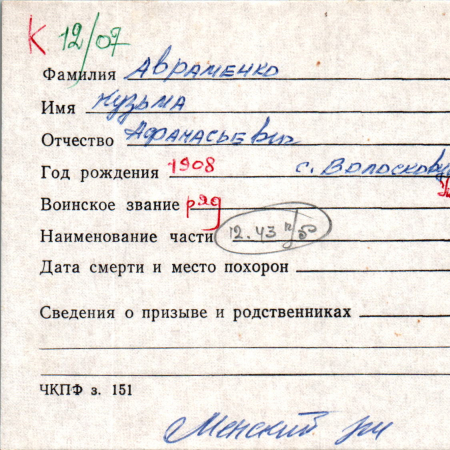 К 12/07
Фамилия Авраменко
Имя Кузьма
Отчество Афанасьевич
Год рождения 1908 с. Волосков
Воинское звание ряд
Наименование части 12.43 п/б
Дата смерти и место похорон
Сведения о призыве и родственниках
ЧКПФ з. 151
Менский рн